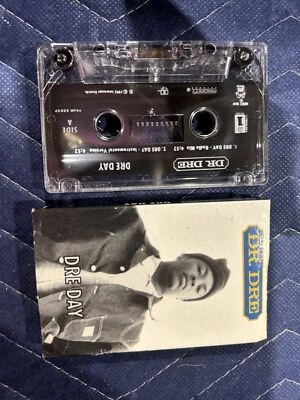 DR. DRE
DRE DAY
1. DRE DAY - Radio Mix 4:52
2. DRE DAY - Instrumental Version 4:52
SIDE
A
DR. DRE
DRE DAY